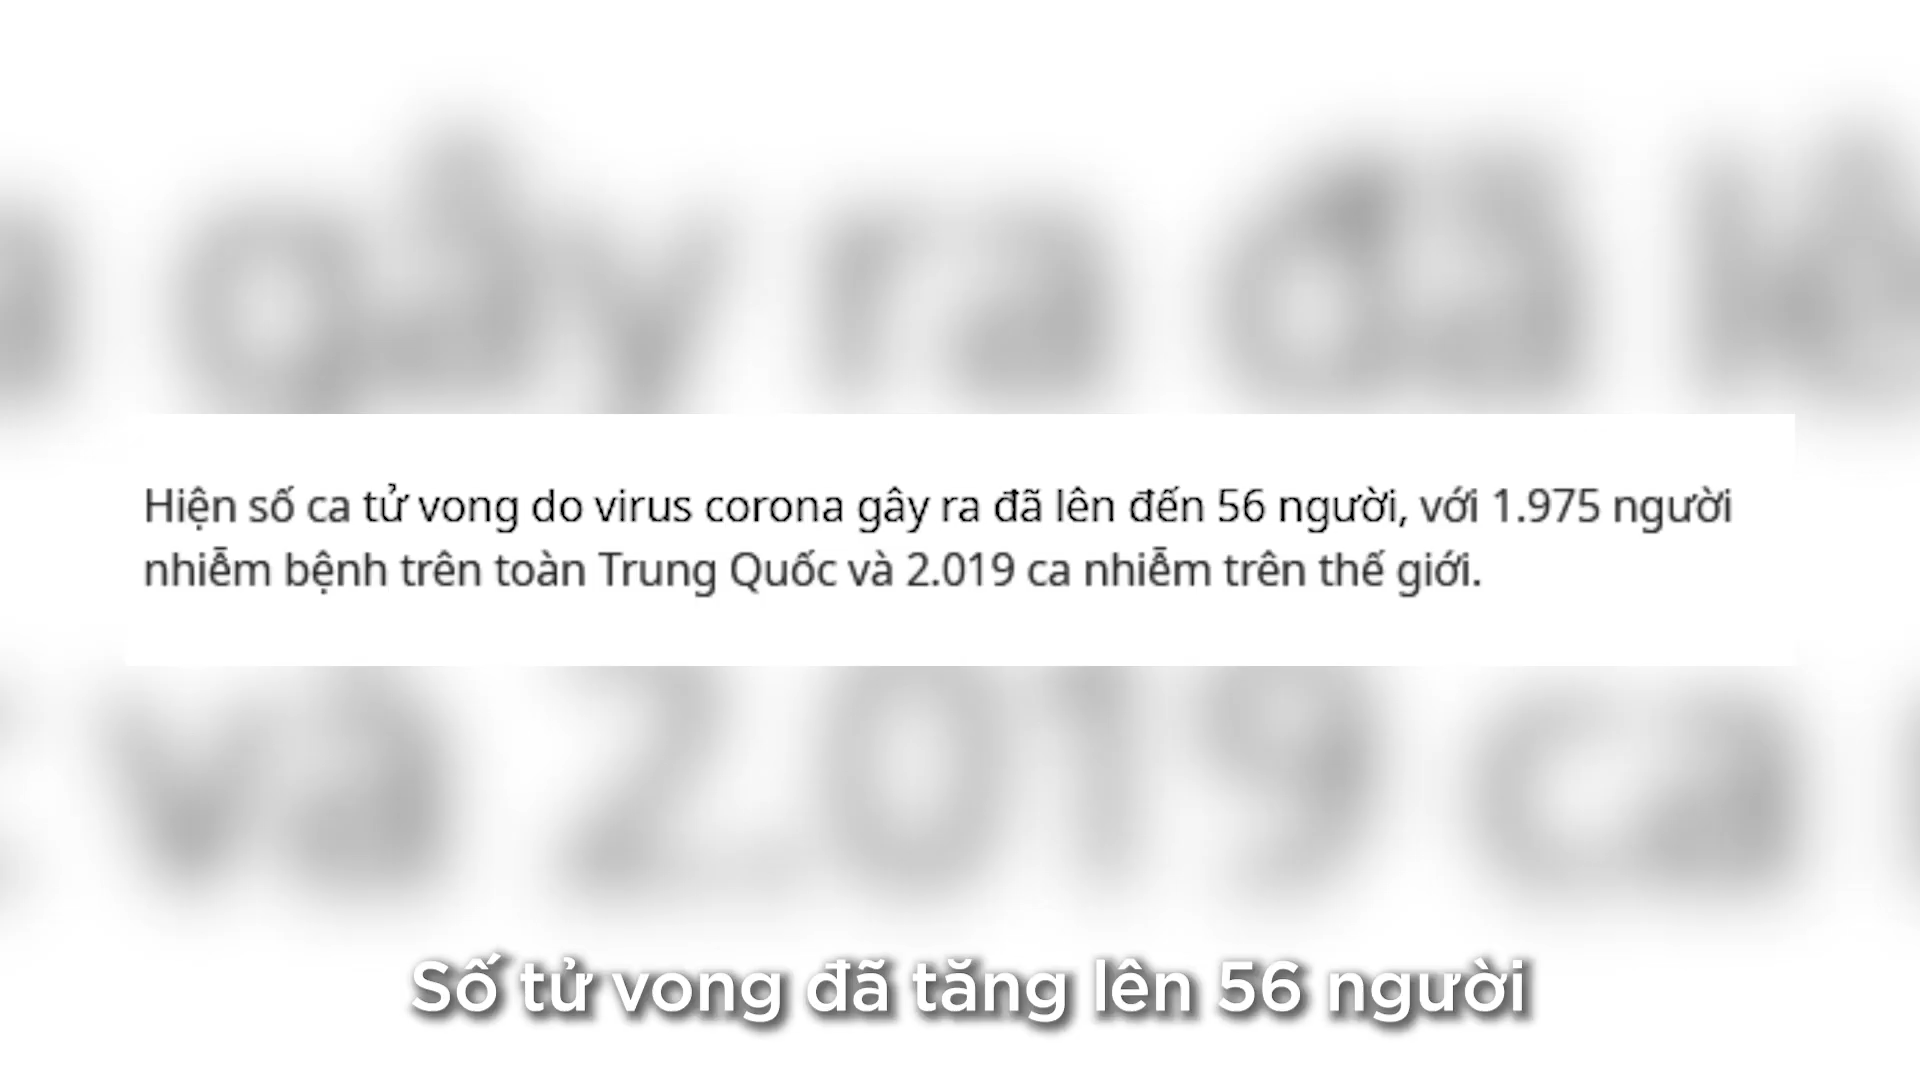 Hiện số ca tử vong do virus corona gây ra đã lên đến 56 người, với 1.975 người
nhiễm bệnh trên toàn Trung Quốc và 2.019 ca nhiễm trên thế giới.
Số tử vong đã tăng lên 56 người